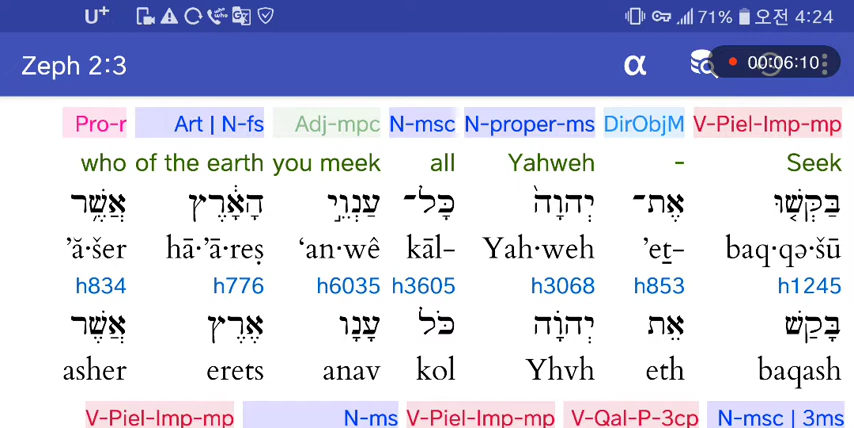 U+ 71% 오전 4:24
Zeph 2:3 α 00:06:10
Pro-r Art | N-fs Adj-mpc N-msc N-proper-ms DirObjM V-Piel-Imp-mp
who of the earth you meek all Yahweh - Seek
בַּקְּשׁ֤וּ אֶת־ יְהוָה֙ כָּל־ עַנְוֵ֣י הָאָ֔רֶץ אֲשֶׁ֥ר
’ă·šer hā·’ā·reṣ ‘an·wê kāl- Yah·weh ’eṯ- baq·qə·šū
h834 h776 h6035 h3605 h3068 h853 h1245
בָּקַשׁ אֵת יְהוָֹה כֹּל עָנָו אֶרֶץ אֲשֶׁר
asher erets anav kol Yhvh eth baqash
V-Piel-Imp-mp N-ms V-Piel-Imp-mp V-Qal-P-3cp N-msc | 3ms